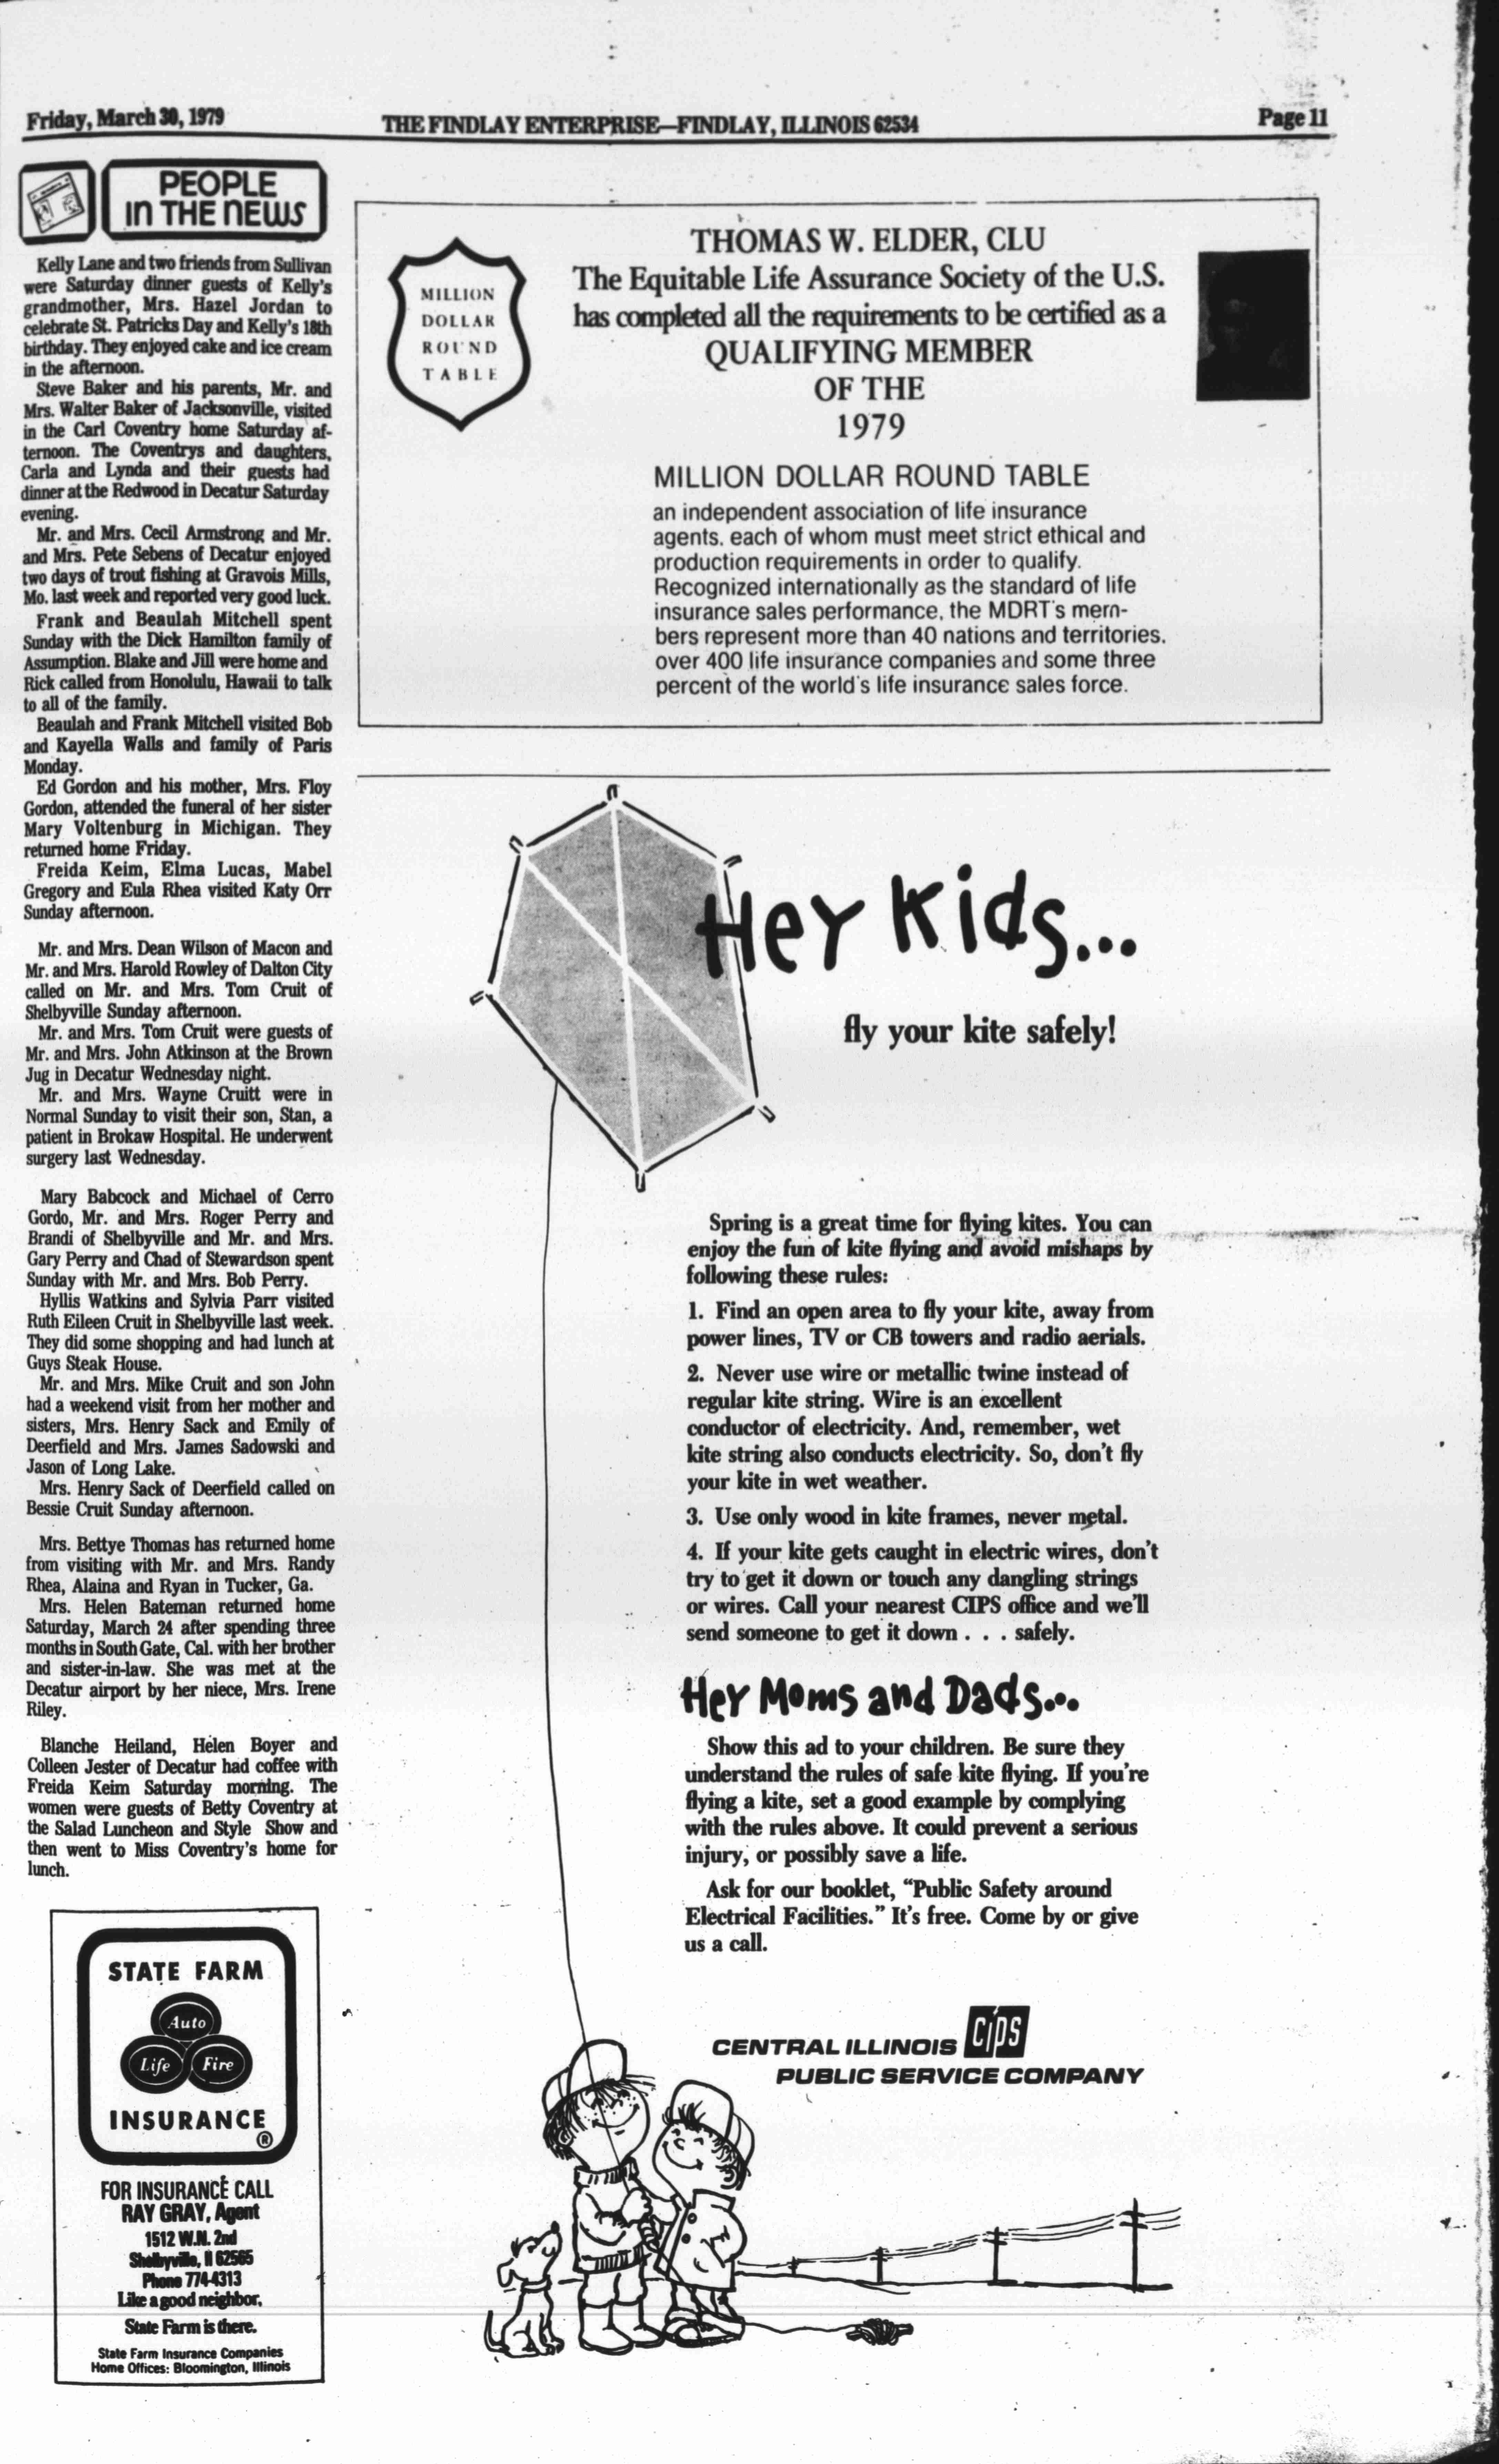 Friday, March 30, 1979
THE FINDLAY ENTERPRISE—FINDLAY, ILLINOIS 62534
Page 11
PEOPLE
IN THE NEWS
Kelly Lane and two friends from Sullivan
were Saturday dinner guests of Kelly's
grandmother, Mrs. Hazel Jordan to
celebrate St. Patricks Day and Kelly's 18th
birthday. They enjoyed cake and ice cream
in the afternoon.
Steve Baker and his parents, Mr. and
Mrs. Walter Baker of Jacksonville, visited
in the Carl Coventry home Saturday af-
ternoon. The Coventrys and daughters,
Carla and Lynda and their guests had
dinner at the Redwood in Decatur Saturday
evening.
Mr. and Mrs. Cecil Armstrong and Mr.
and Mrs. Pete Sebens of Decatur enjoyed
two days of trout fishing at Gravois Mills,
Mo. last week and reported very good luck.
Frank and Beaulah Mitchell spent
Sunday with the Dick Hamilton family of
Assumption. Blake and Jill were home and
Rick called from Honolulu, Hawaii to talk
to all of the family.
Beaulah and Frank Mitchell visited Bob
and Kayella Walls and family of Paris
Monday.
Ed Gordon and his mother, Mrs. Floy
Gordon, attended the funeral of her sister
Mary Voltenburg in Michigan. They
returned home Friday.
Freida Keim, Elma Lucas, Mabel
Gregory and Eula Rhea visited Katy Orr
Sunday afternoon.
Mr. and Mrs. Dean Wilson of Macon and
Mr. and Mrs. Harold Rowley of Dalton City
called on Mr. and Mrs. Tom Cruit of
Shelbyville Sunday afternoon.
Mr. and Mrs. Tom Cruit were guests of
Mr. and Mrs. John Atkinson at the Brown
Jug in Decatur Wednesday night.
Mr. and Mrs. Wayne Cruitt were in
Normal Sunday to visit their son, Stan, a
patient in Brokaw Hospital. He underwent
surgery last Wednesday.
Mary Babcock and Michael of Cerro
Gordo, Mr. and Mrs. Roger Perry and
Brandi of Shelbyville and Mr. and Mrs.
Gary Perry and Chad of Stewardson spent
Sunday with Mr. and Mrs. Bob Perry.
Hyllis Watkins and Sylvia Parr visited
Ruth Eileen Cruit in Shelbyville last week.
They did some shopping and had lunch at
Guys Steak House.
Mr. and Mrs. Mike Cruit and son John
had a weekend visit from her mother and
sisters, Mrs. Henry Sack and Emily of
Deerfield and Mrs. James Sadowski and
Jason of Long Lake.
Mrs. Henry Sack of Deerfield called on
Bessie Cruit Sunday afternoon.
Mrs. Bettye Thomas has returned home
from visiting with Mr. and Mrs. Randy
Rhea, Alaina and Ryan in Tucker, Ga.
Mrs. Helen Bateman returned home
Saturday, March 24 after spending three
months in South Gate, Cal. with her brother
and sister-in-law. She was met at the
Decatur airport by her niece, Mrs. Irene
Riley.
Blanche Heiland, Helen Boyer and
Colleen Jester of Decatur had coffee with
Freida Keim Saturday morning. The
women were guests of Betty Coventry at
the Salad Luncheon and Style Show and
then went to Miss Coventry's home for
lunch.
STATE FARM
Auto
Life Fire
INSURANCE
®
FOR INSURANCE CALL
RAY GRAY, Agent
1512 W.N. 2nd
Shelbyville, Il 62565
Phone 774-4313
Like a good neighbor,
State Farm is there.
State Farm Insurance Companies
Home Offices: Bloomington, Illinois
MILLION
DOLLAR
ROUND
TABLE
THOMAS W. ELDER, CLU
The Equitable Life Assurance Society of the U.S.
has completed all the requirements to be certified as a
QUALIFYING MEMBER
OF THE
1979
MILLION DOLLAR ROUND TABLE
an independent association of life insurance
agents, each of whom must meet strict ethical and
production requirements in order to qualify.
Recognized internationally as the standard of life
insurance sales performance, the MDRT's mem-
bers represent more than 40 nations and territories,
over 400 life insurance companies and some three
percent of the world's life insurance sales force.
Hey Kids...
fly your kite safely!
Spring is a great time for flying kites. You can
enjoy the fun of kite flying and avoid mishaps by
following these rules:
1. Find an open area to fly your kite, away from
power lines, TV or CB towers and radio aerials.
2. Never use wire or metallic twine instead of
regular kite string. Wire is an excellent
conductor of electricity. And, remember, wet
kite string also conducts electricity. So, don't fly
your kite in wet weather.
3. Use only wood in kite frames, never metal.
4. If your kite gets caught in electric wires, don't
try to get it down or touch any dangling strings
or wires. Call your nearest CIPS office and we'll
send someone to get it down . . . safely.
Hey Moms and Dads...
Show this ad to your children. Be sure they
understand the rules of safe kite flying. If you're
flying a kite, set a good example by complying
with the rules above. It could prevent a serious
injury, or possibly save a life.
Ask for our booklet, "Public Safety around
Electrical Facilities." It's free. Come by or give
us a call.
CENTRAL ILLINOIS CIPS
PUBLIC SERVICE COMPANY